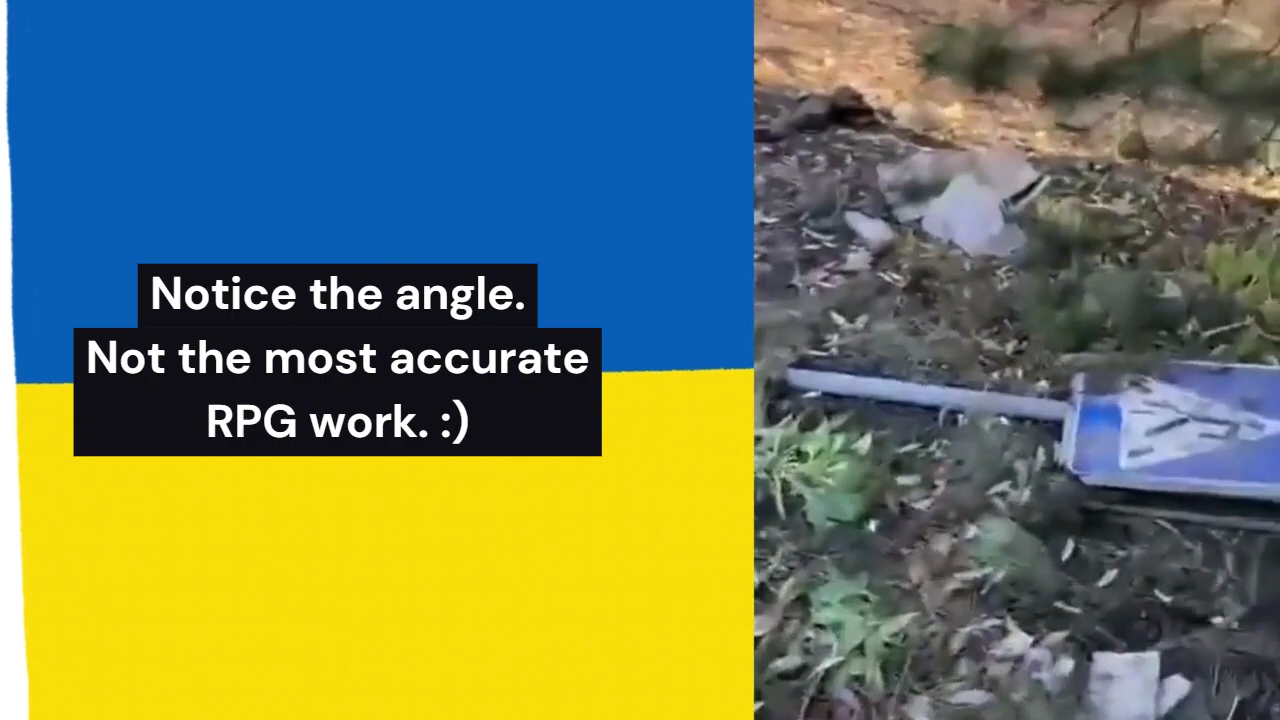 Notice the angle.
Not the most accurate
RPG work. :)